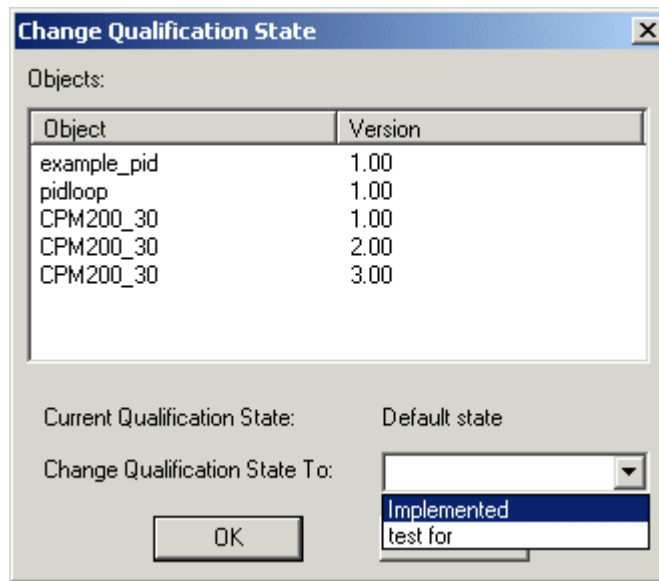 Change Qualification State
Objects:
Object Version
example_pid 1.00
pidloop 1.00
CPM200_30 1.00
CPM200_30 2.00
CPM200_30 3.00
Current Qualification State: Default state
Change Qualification State To:
Implemented
test for
OK